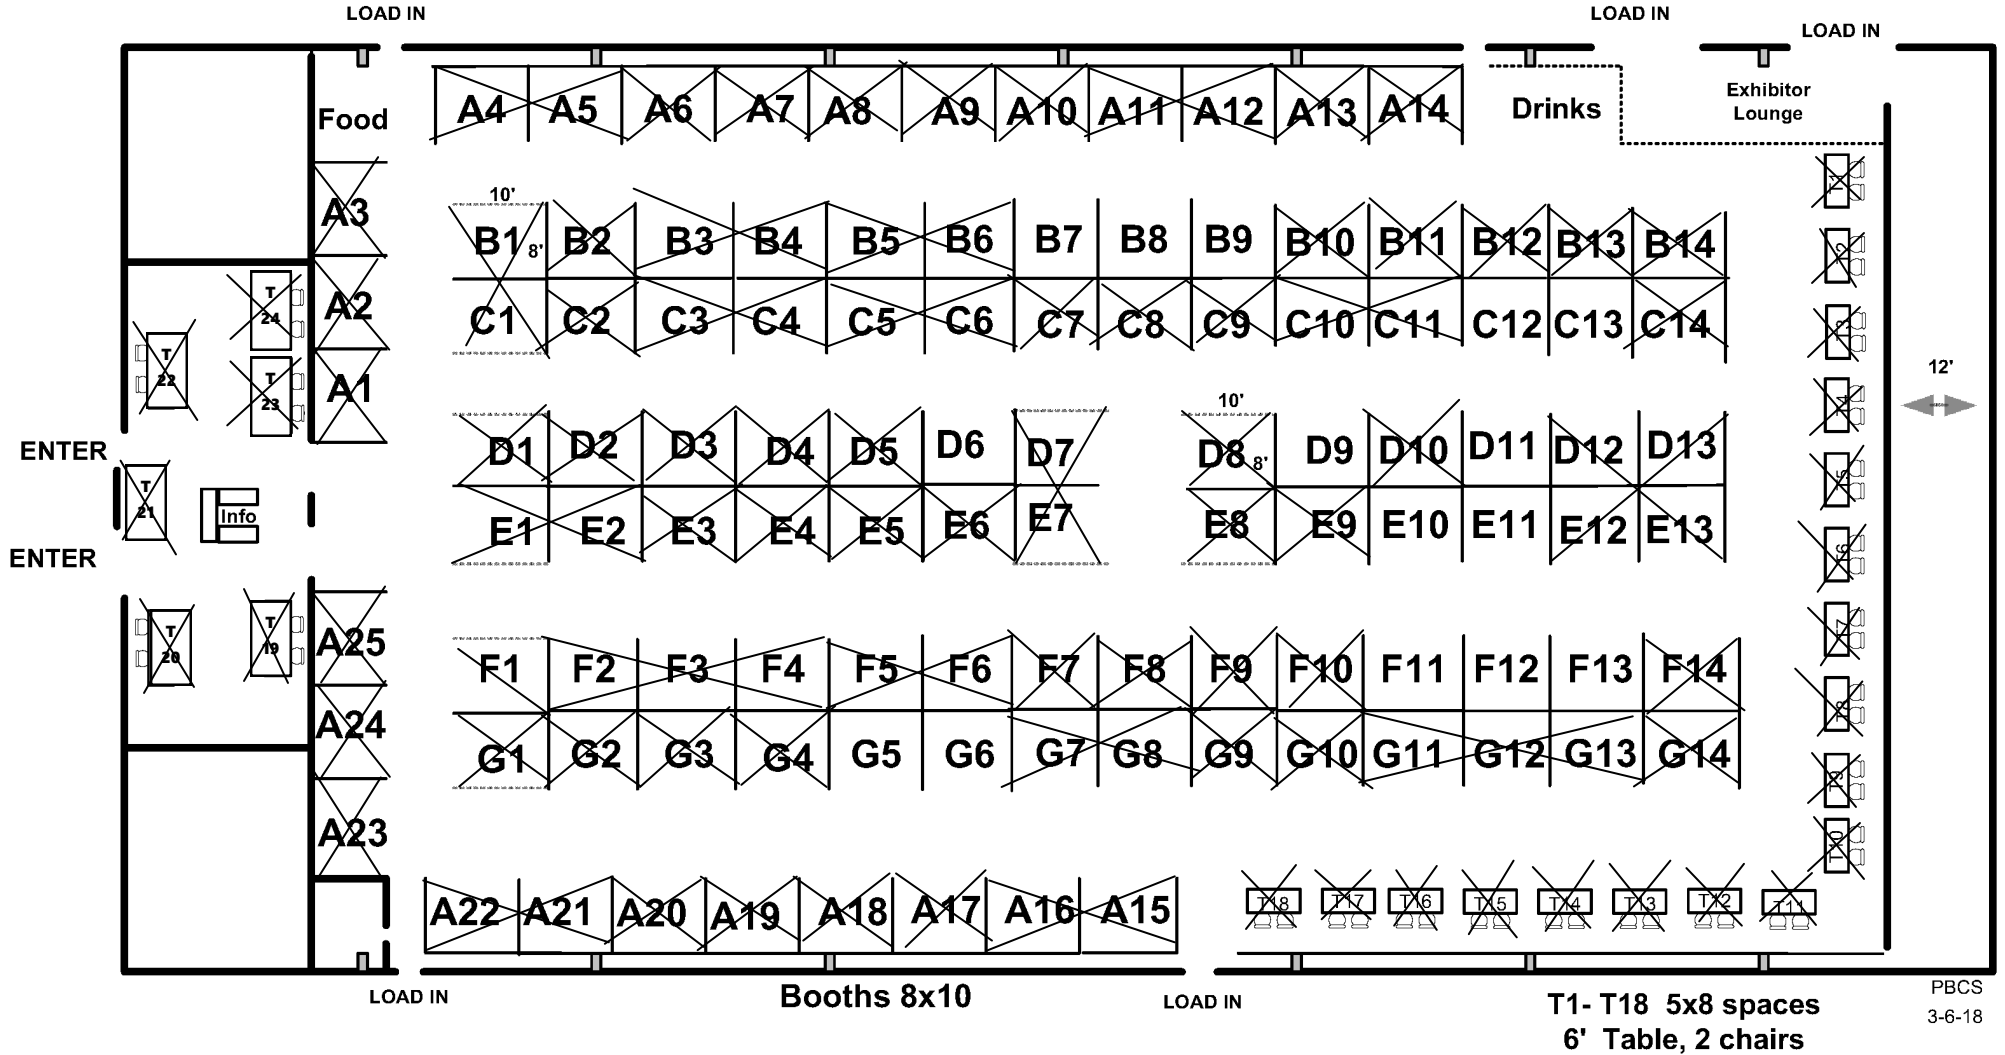 LOAD IN
LOAD IN
LOAD IN
Food
A4 A5 A6 A7 A8 A9 A10 A11 A12 A13 A14
Drinks
Exhibitor
Lounge
A3
A2
A1
10'
B1 8' B2 B3 B4 B5 B6 B7 B8 B9 B10 B11 B12 B13 B14
C1 C2 C3 C4 C5 C6 C7 C8 C9 C10 C11 C12 C13 C14
T
24
T
22
T
23
12'
ENTER
T
21
Info
ENTER
10'
D1 D2 D3 D4 D5 D6 D7 D8 8' D9 D10 D11 D12 D13
E1 E2 E3 E4 E5 E6 E7 E8 E9 E10 E11 E12 E13
T
20
T
19
A25
A24
A23
F1 F2 F3 F4 F5 F6 F7 F8 F9 F10 F11 F12 F13 F14
G1 G2 G3 G4 G5 G6 G7 G8 G9 G10 G11 G12 G13 G14
T1
T2
T3
T4
T5
T6
T7
T8
T9
T10
A22 A21 A20 A19 A18 A17 A16 A15
T18 T17 T16 T15 T14 T13 T12 T11
LOAD IN
Booths 8x10
LOAD IN
T1- T18 5x8 spaces
6' Table, 2 chairs
PBCS
3-6-18